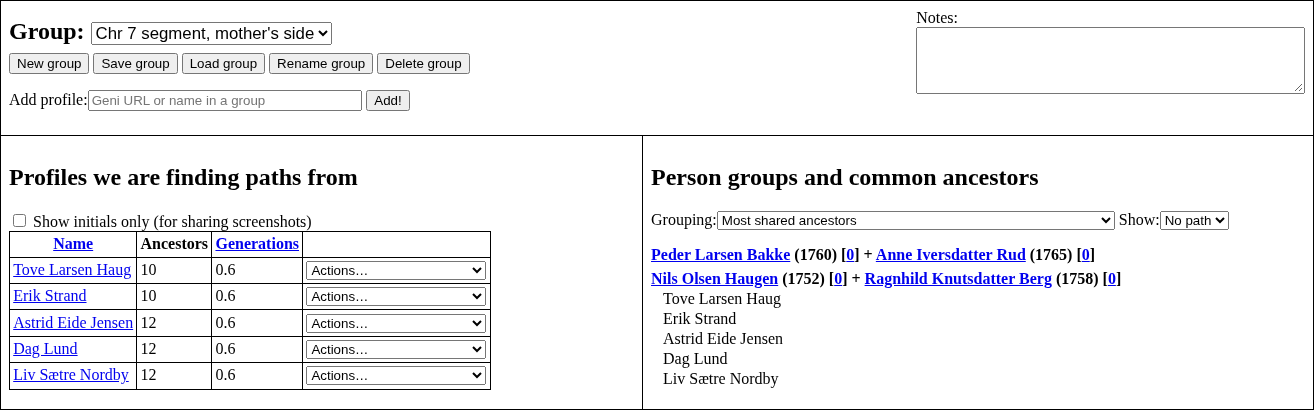 Group: Chr 7 segment, mother's side
New group Save group Load group Rename group Delete group
Add profile: Geni URL or name in a group Add!
Notes:
Profiles we are finding paths from
Show initials only (for sharing screenshots)
Name Ancestors Generations
Tove Larsen Haug 10 0.6 Actions…
Erik Strand 10 0.6 Actions…
Astrid Eide Jensen 12 0.6 Actions…
Dag Lund 12 0.6 Actions…
Liv Sætre Nordby 12 0.6 Actions…
Person groups and common ancestors
Grouping: Most shared ancestors Show: No path
Peder Larsen Bakke (1760) [0] + Anne Iversdatter Rud (1765) [0]
Nils Olsen Haugen (1752) [0] + Ragnhild Knutsdatter Berg (1758) [0]
Tove Larsen Haug
Erik Strand
Astrid Eide Jensen
Dag Lund
Liv Sætre Nordby